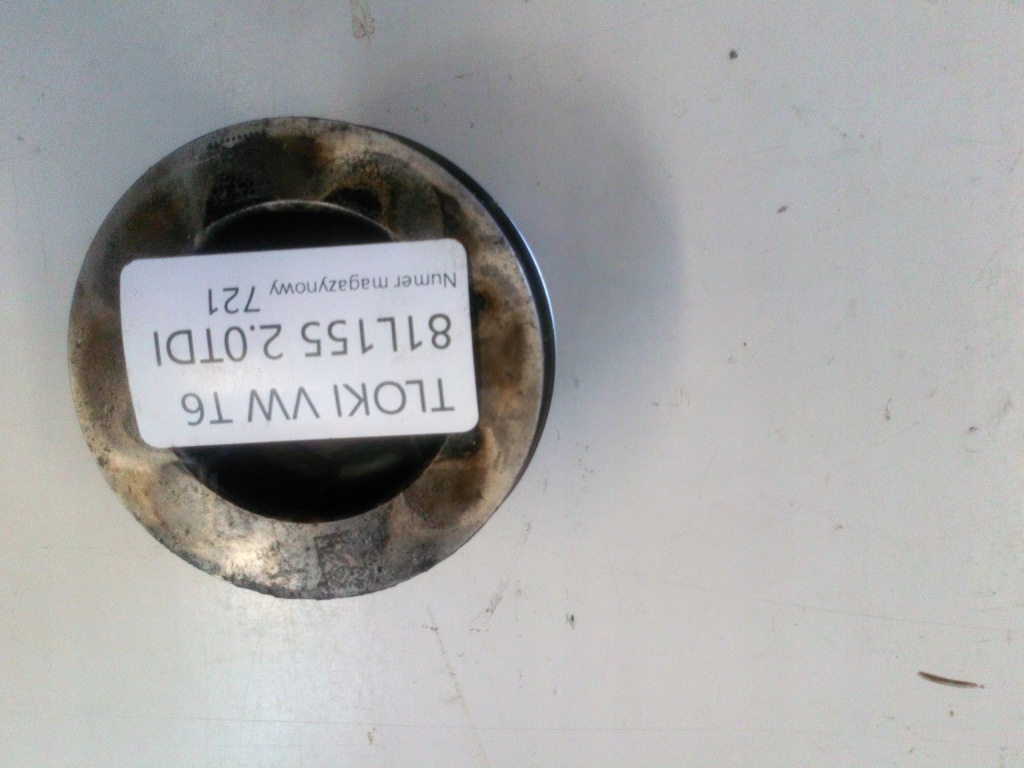 TLOKI VW T6
81L155 2.0TDI
Numer magazynowy
721